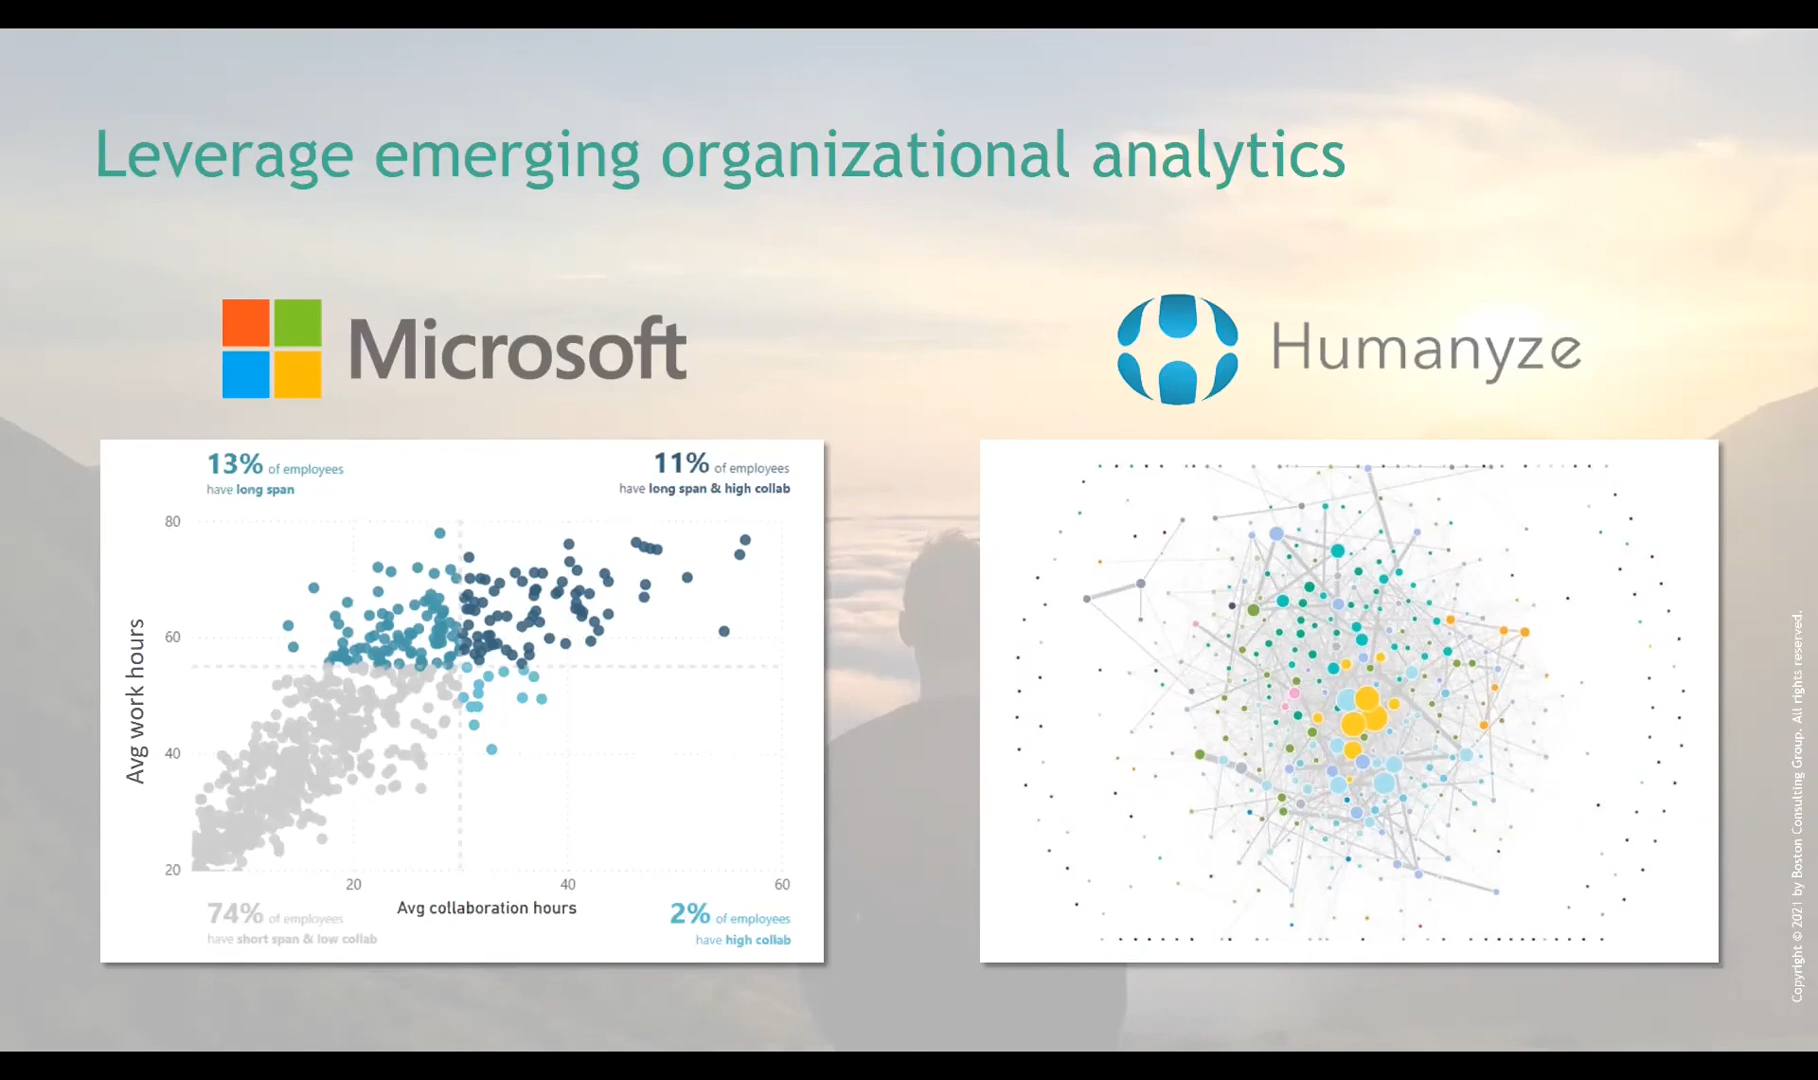 Leverage emerging organizational analytics
Microsoft
Humanyze
13% of employees
have long span
11% of employees
have long span & high collab
80
60
40
20
Avg work hours
20
40
60
Avg collaboration hours
74% of employees
have short span & low collab
2% of employees
have high collab
Copyright © 2021 by Boston Consulting Group. All rights reserved.